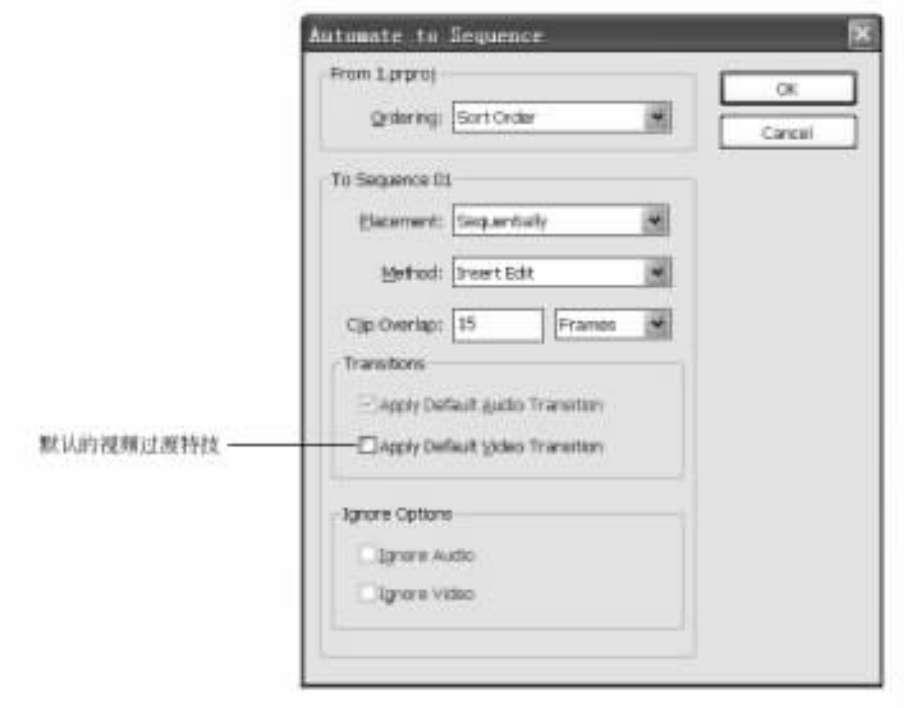 Automate to Sequence
From 1.prproj
Ordering: Sort Order
OK
Cancel
To Sequence 01
Placement: Sequentially
Method: Insert Edit
Clip Overlap: 15 Frames
Transitions
Apply Default Audio Transition
默认的视频过渡特技
Apply Default Video Transition
Ignore Options
Ignore Audio
Ignore Video